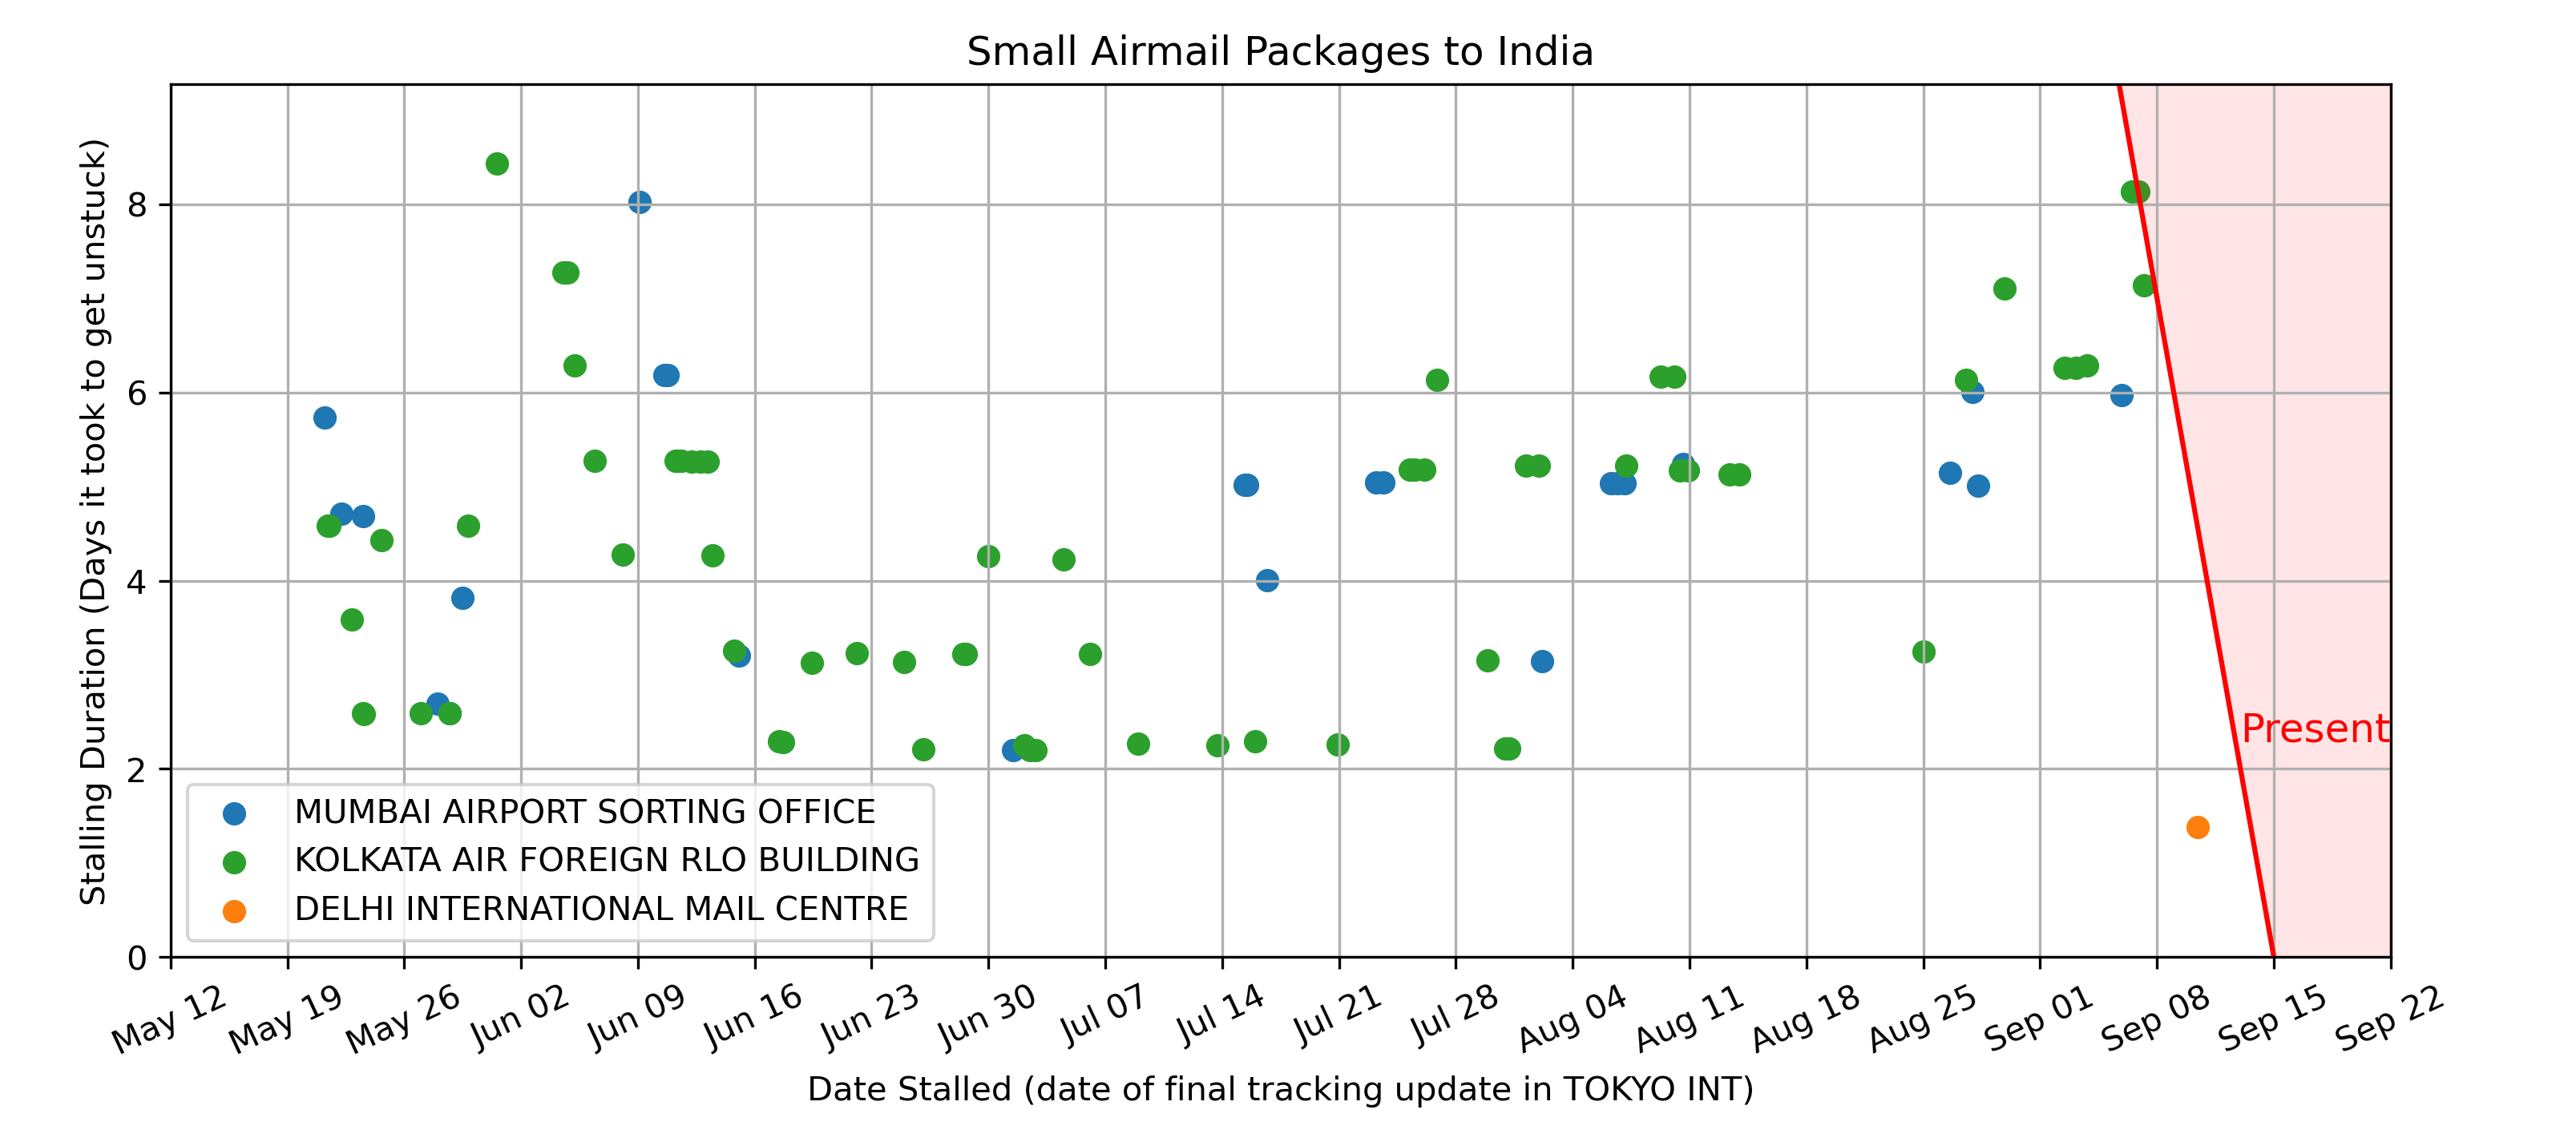 Small Airmail Packages to India
Stalling Duration (Days it took to get unstuck)
8
6
4
2
0
Present
MUMBAI AIRPORT SORTING OFFICE
KOLKATA AIR FOREIGN RLO BUILDING
DELHI INTERNATIONAL MAIL CENTRE
May 12
May 19
May 26
Jun 02
Jun 09
Jun 16
Jun 23
Jun 30
Jul 07
Jul 14
Jul 21
Jul 28
Aug 04
Aug 11
Aug 18
Aug 25
Sep 01
Sep 08
Sep 15
Sep 22
Date Stalled (date of final tracking update in TOKYO INT)